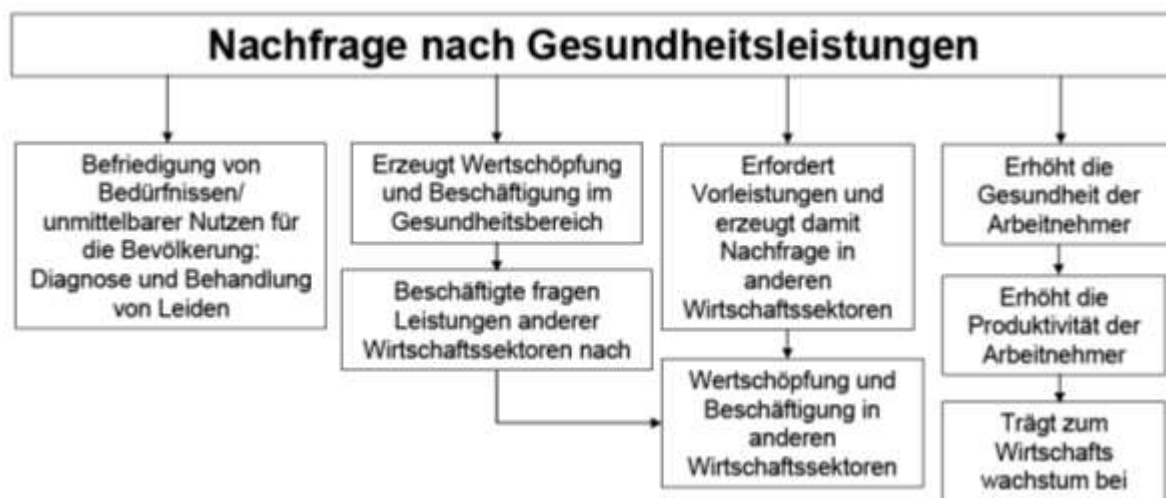 Nachfrage nach Gesundheitsleistungen
Befriedigung von
Bedürfnissen/
unmittelbarer Nutzen für
die Bevölkerung:
Diagnose und Behandlung
von Leiden
Erzeugt Wertschöpfung
und Beschäftigung im
Gesundheitsbereich
Beschäftigte fragen
Leistungen anderer
Wirtschaftssektoren nach
Erfordert
Vorleistungen und
erzeugt damit
Nachfrage in
anderen
Wirtschaftssektoren
Wertschöpfung und
Beschäftigung in
anderen
Wirtschaftssektoren
Erhöht die
Gesundheit der
Arbeitnehmer
Erhöht die
Produktivität der
Arbeitnehmer
Trägt zum
Wirtschafts
wachstum bei